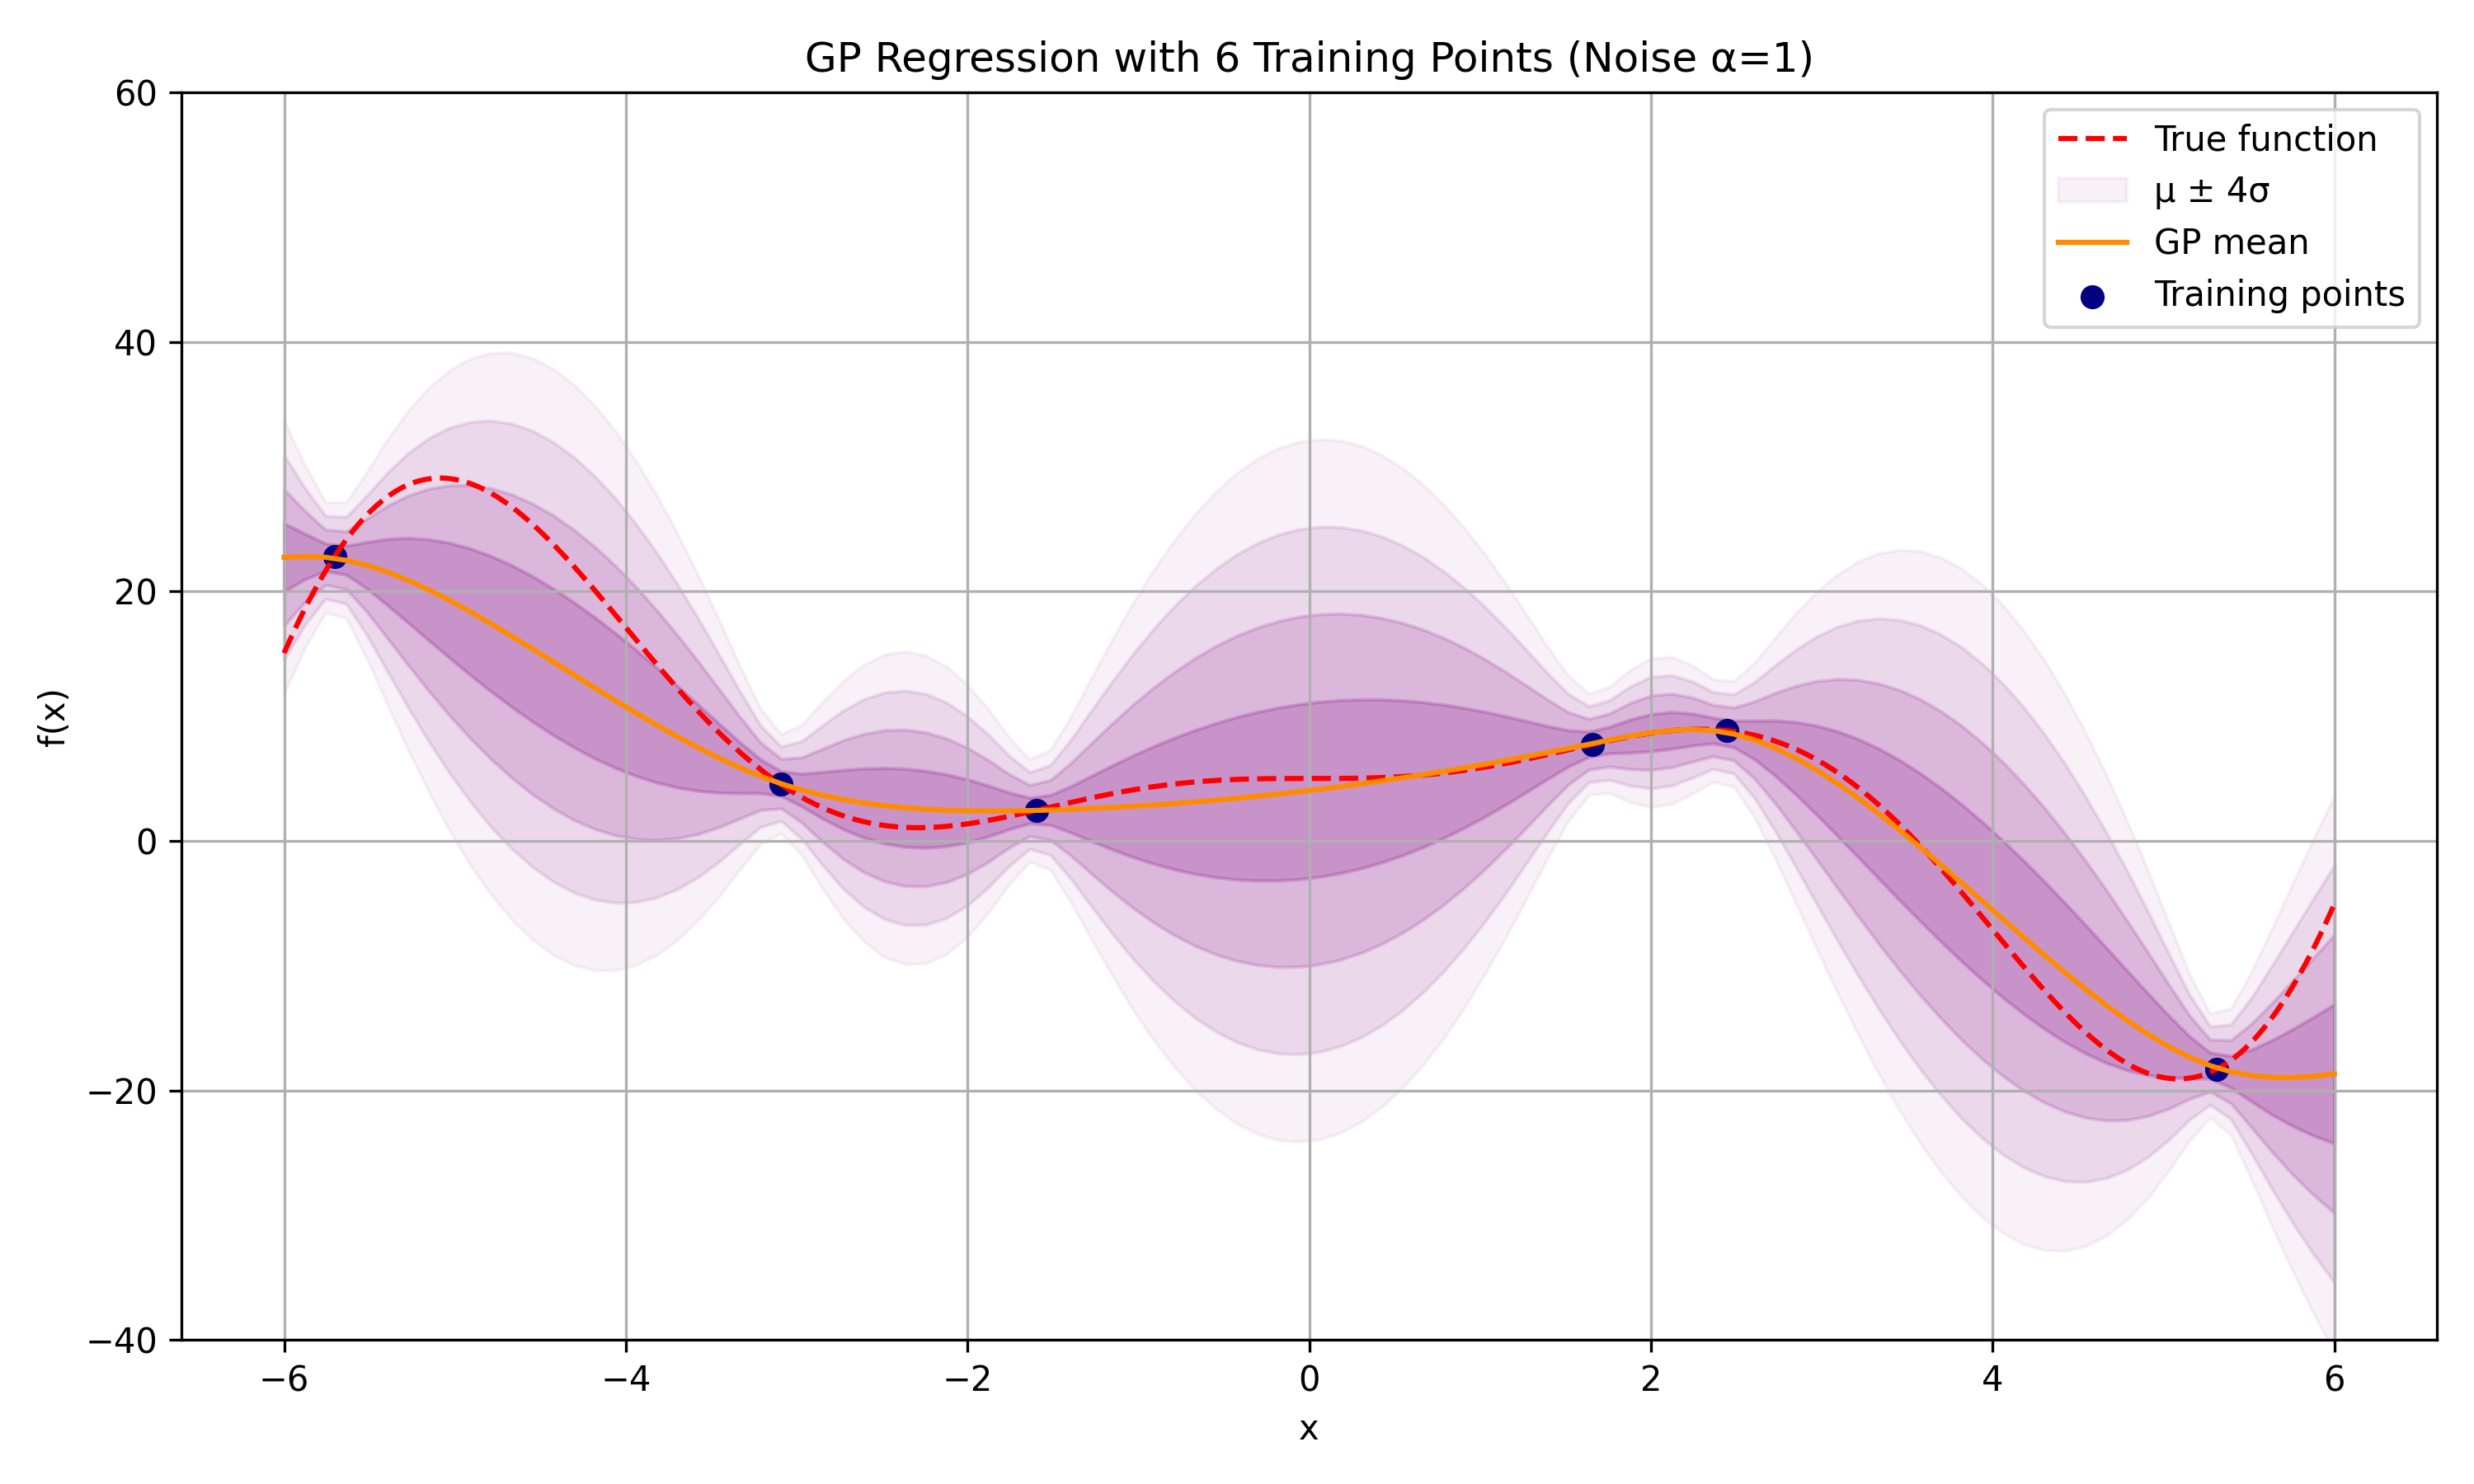 GP Regression with 6 Training Points (Noise α=1)
60
40
20
0
−20
−40
f(x)
True function
μ ± 4σ
GP mean
Training points
−6
−4
−2
0
2
4
6
x